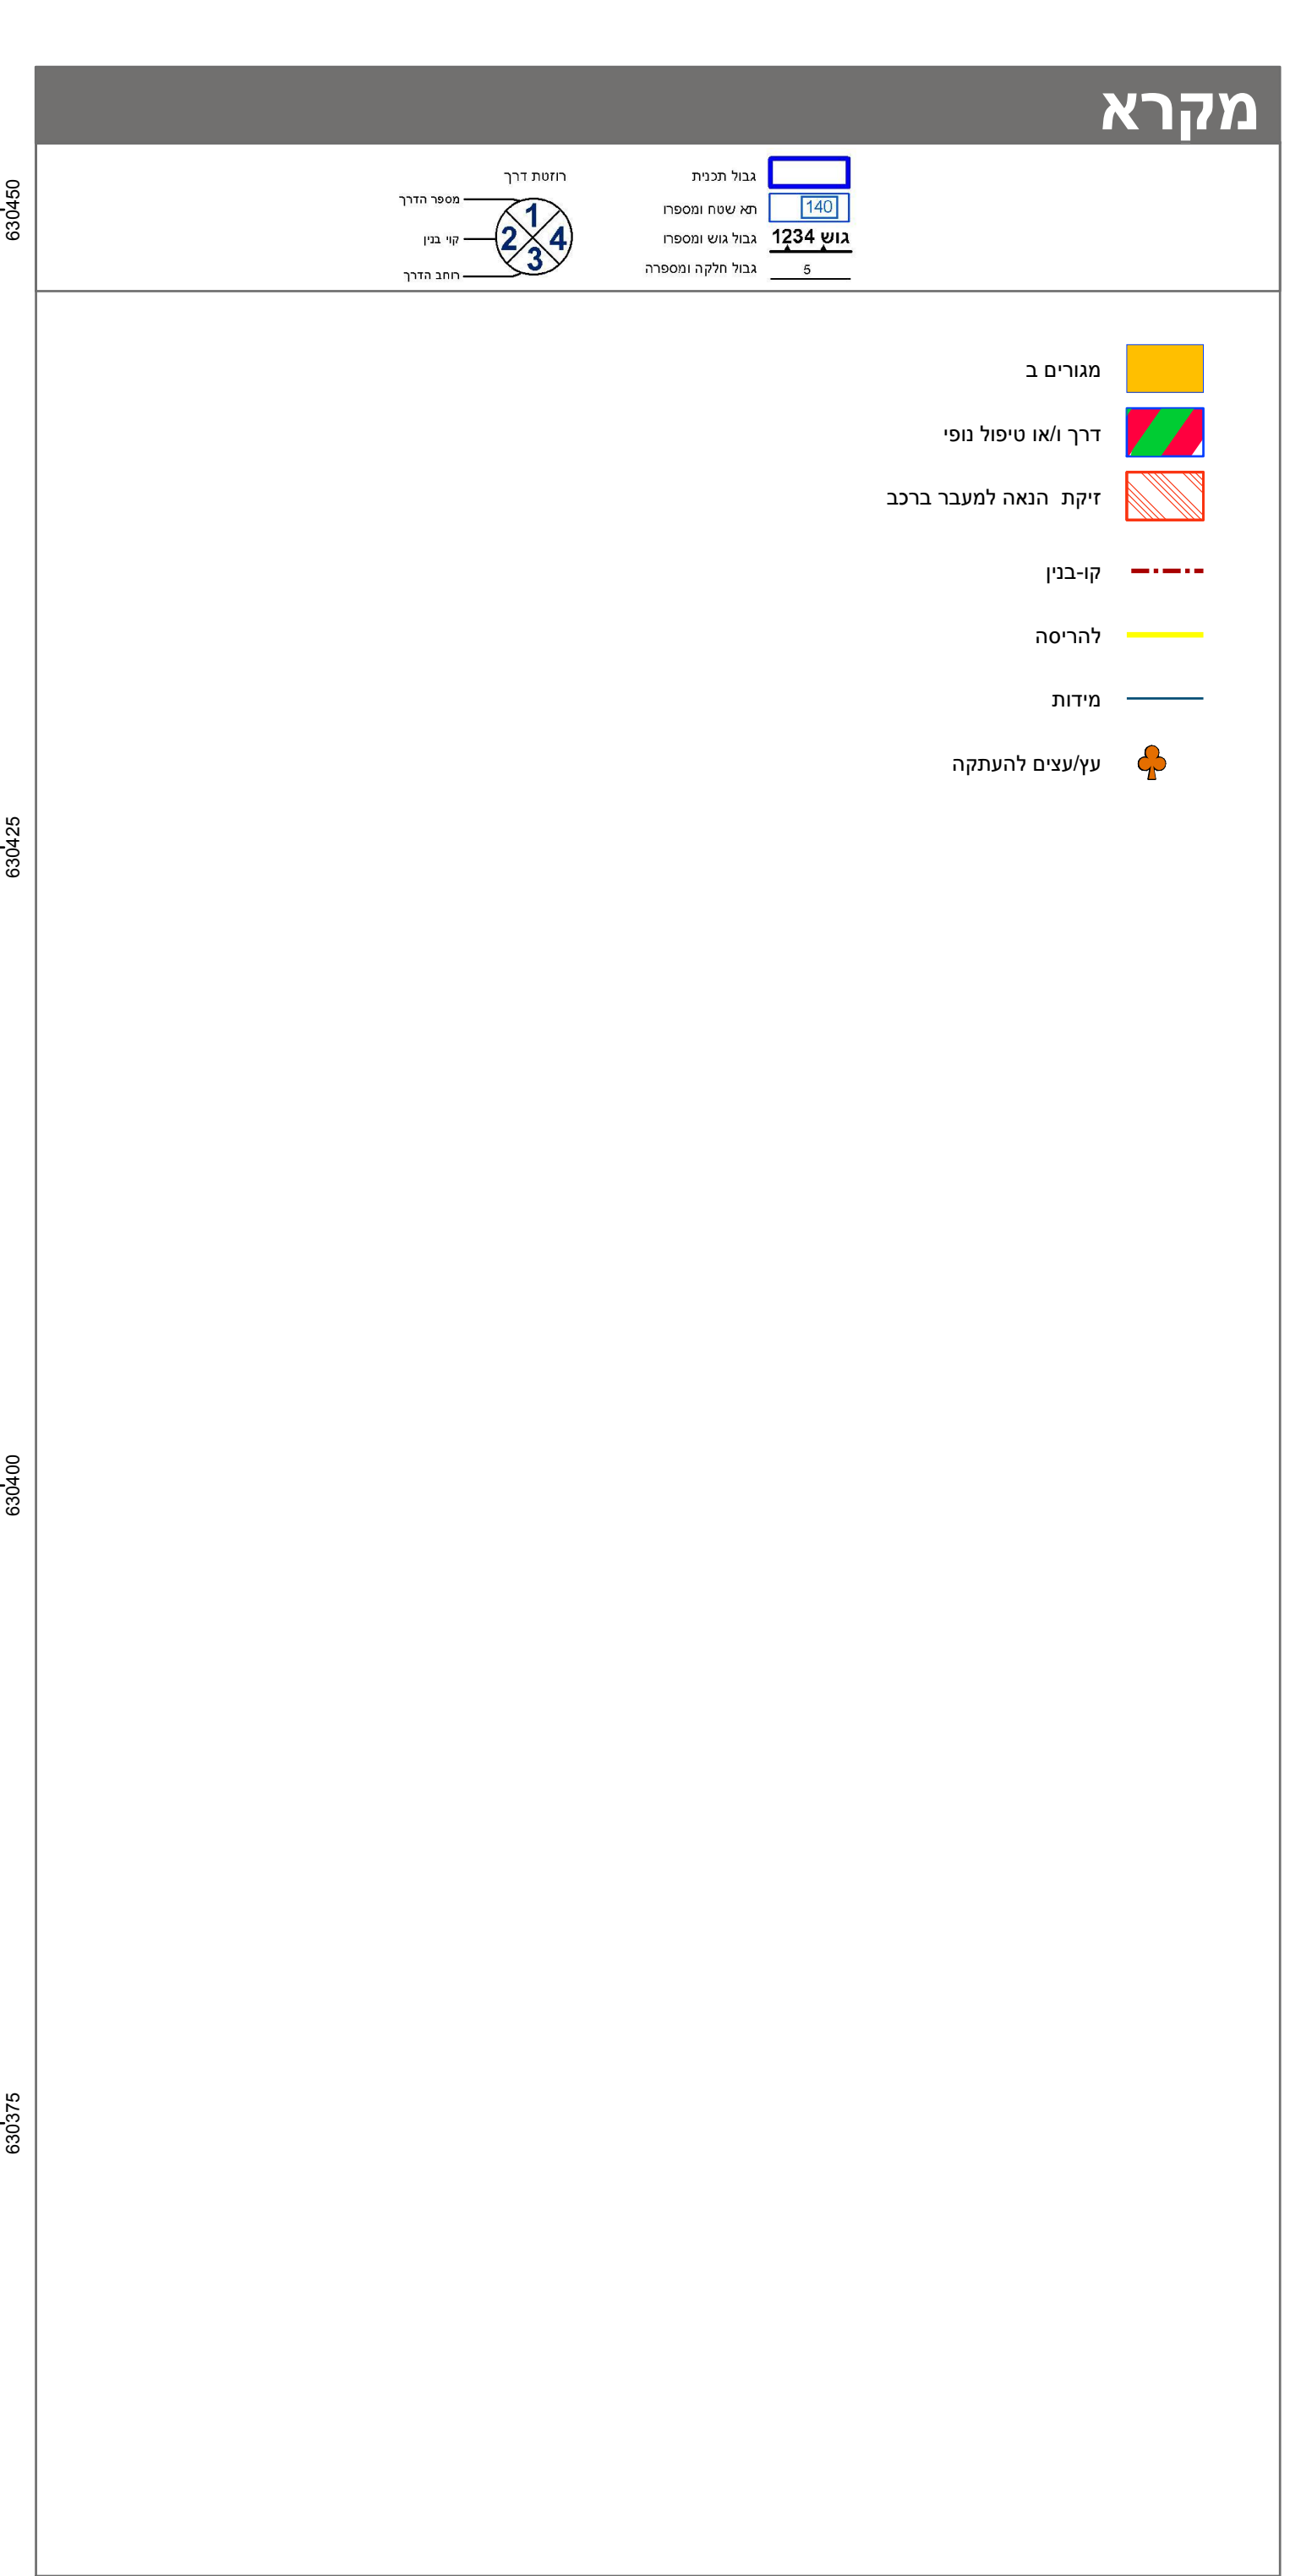 מקרא
גבול תכנית
תא שטח ומספרו 140
גבול גוש ומספרו גוש 1234
גבול חלקה ומספרה 5
רוזטת דרך
מספר הדרך
קווי בנין
רוחב הדרך
1
2 4
3
מגורים ב
דרך ו/או טיפול נופי
זיקת הנאה למעבר ברכב
קו-בנין
להריסה
מידות
עץ/עצים להעתקה
630450
630425
630400
630375